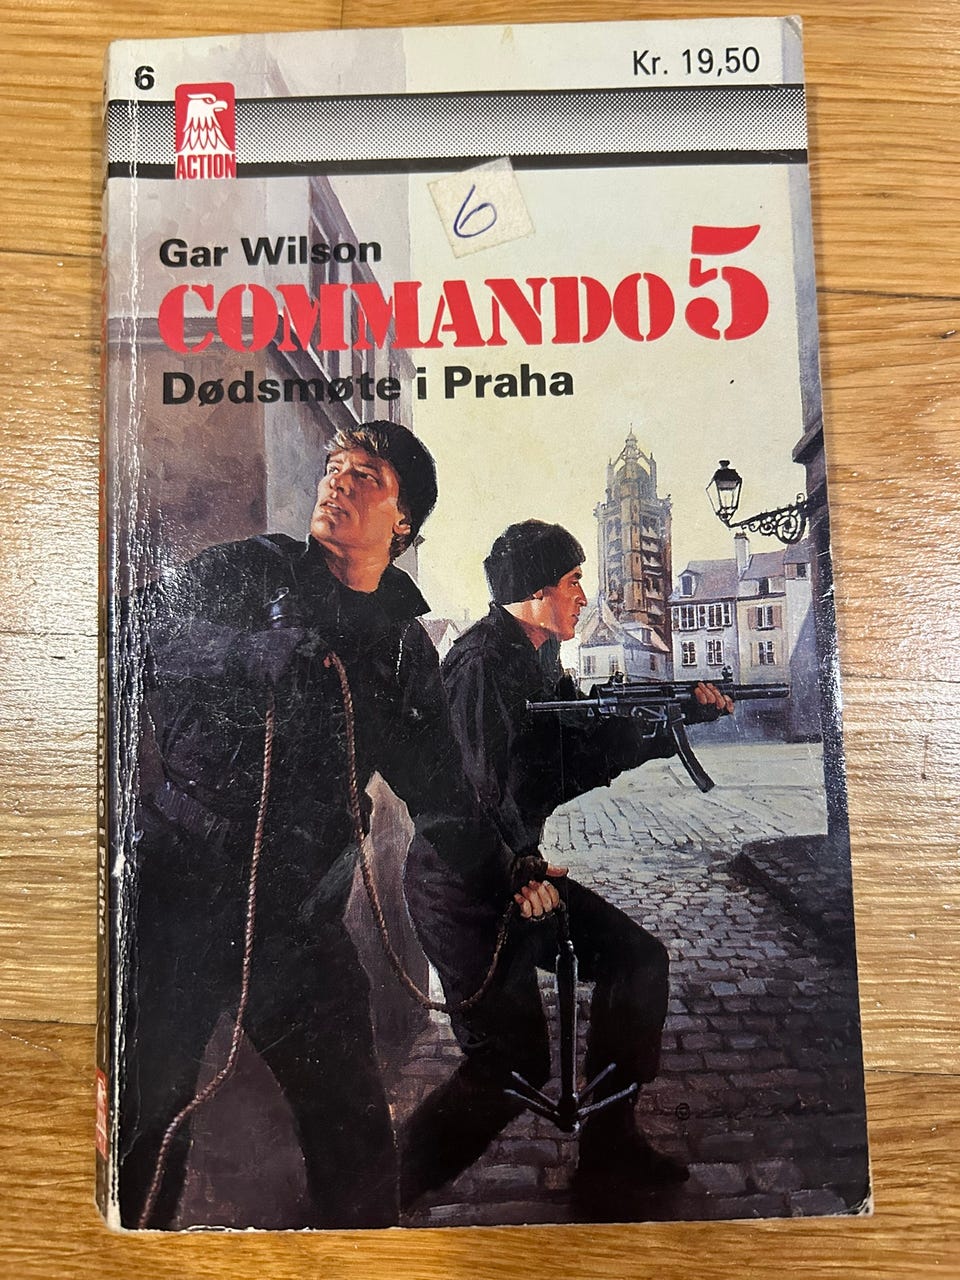 6
Kr. 19,50
ACTION
6
Gar Wilson
COMMANDO 5
Dødsmøte i Praha